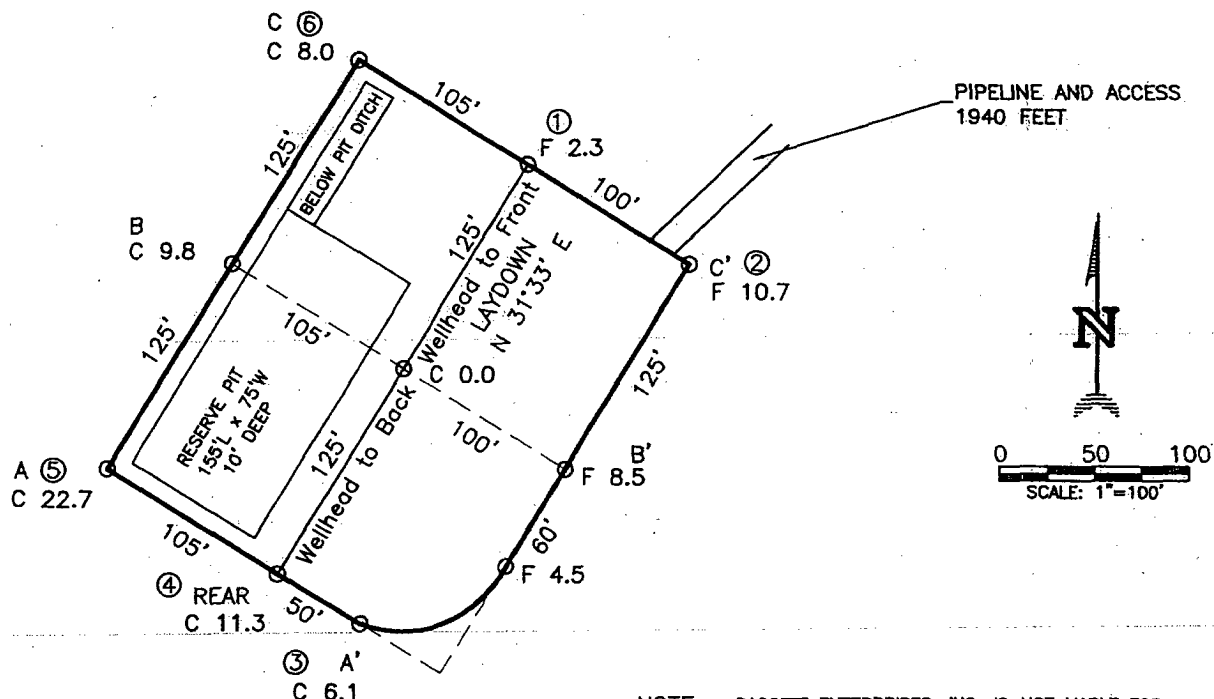 C ⑥
C 8.0
105'
PIPELINE AND ACCESS
1940 FEET
①
F 2.3
125'
BELOW PIT DITCH
100'
B
C 9.8
125'
Wellhead to Front
LAYDOWN
N 31°33' E
C' ②
F 10.7
N
105'
C 0.0
125'
125'
RESERVE PIT
155'L x 75'W
10' DEEP
Wellhead to Back
125'
100'
B'
F 8.5
0 50 100
SCALE: 1"=100'
A ⑤
C 22.7
105'
60'
F 4.5
④ REAR
C 11.3
50'
③ A'
C 6.1